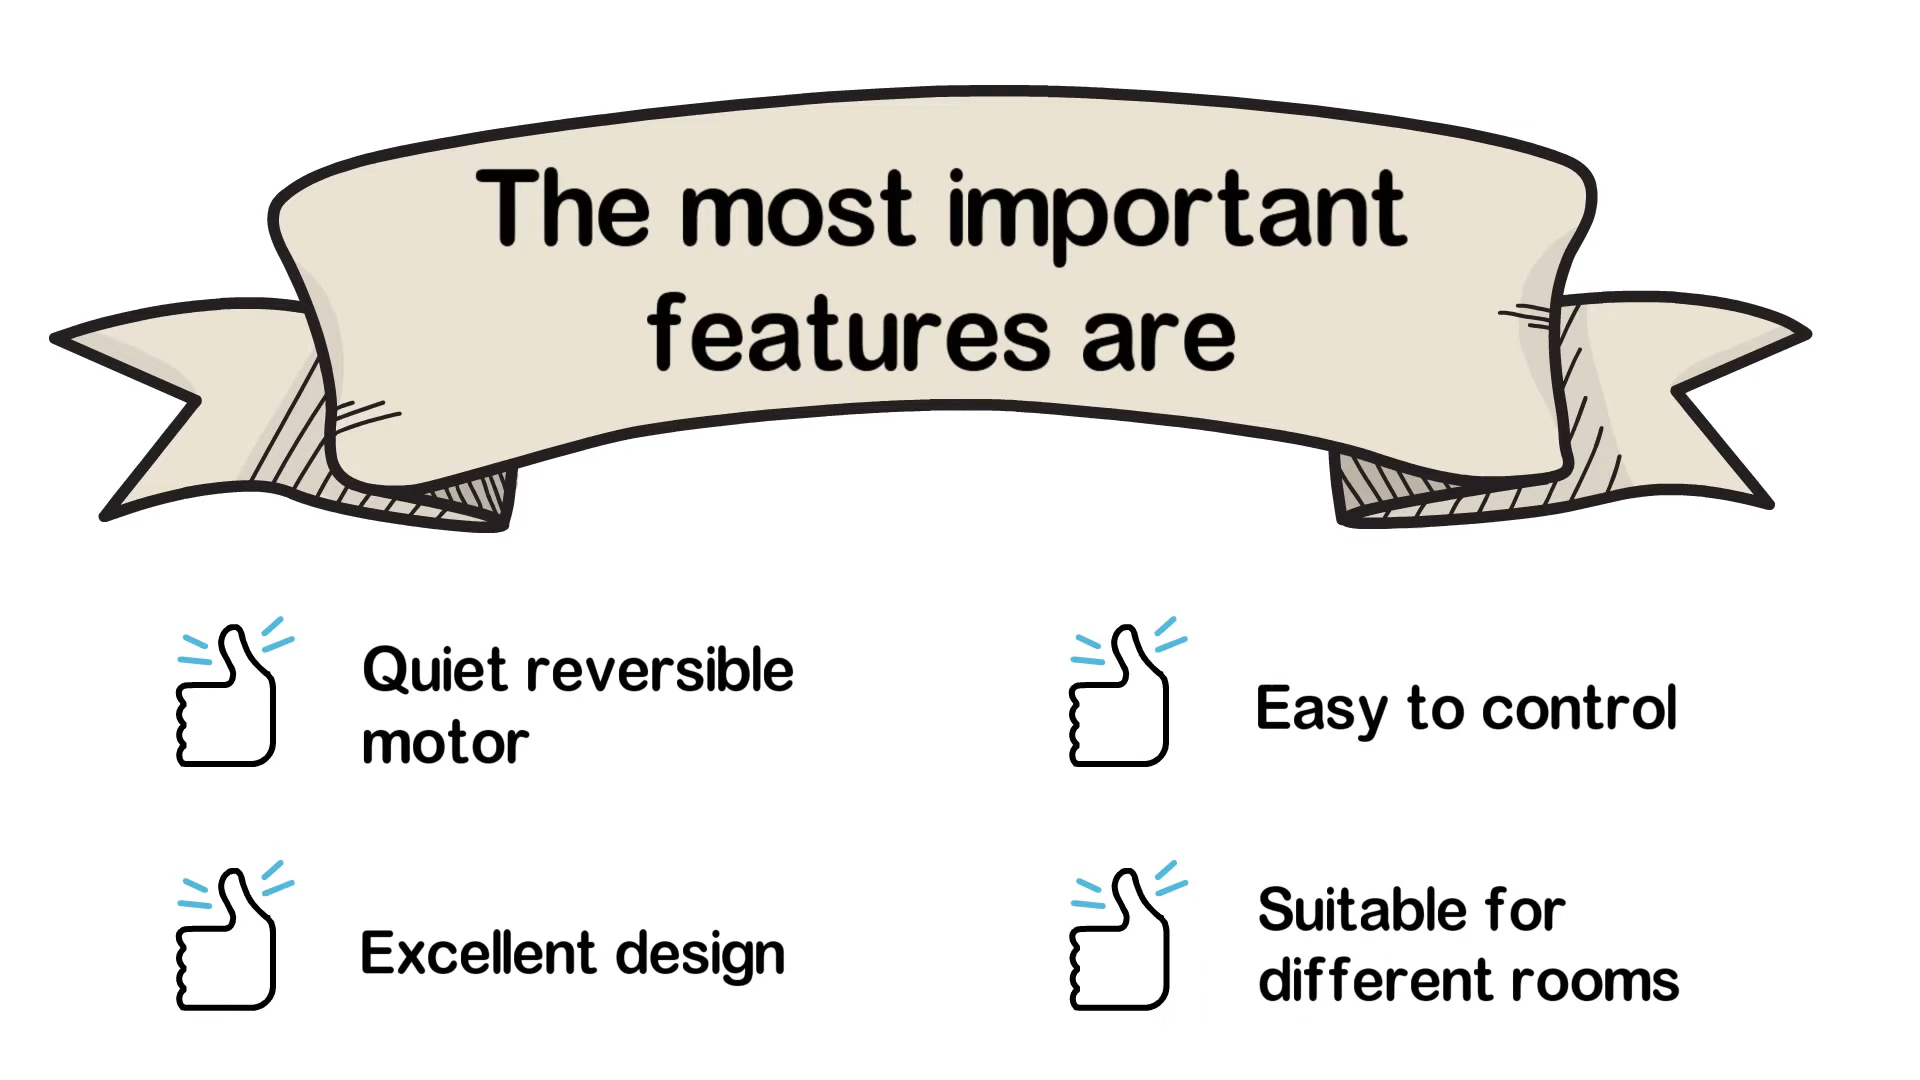 The most important
features are
Quiet reversible
motor
Easy to control
Excellent design
Suitable for
different rooms